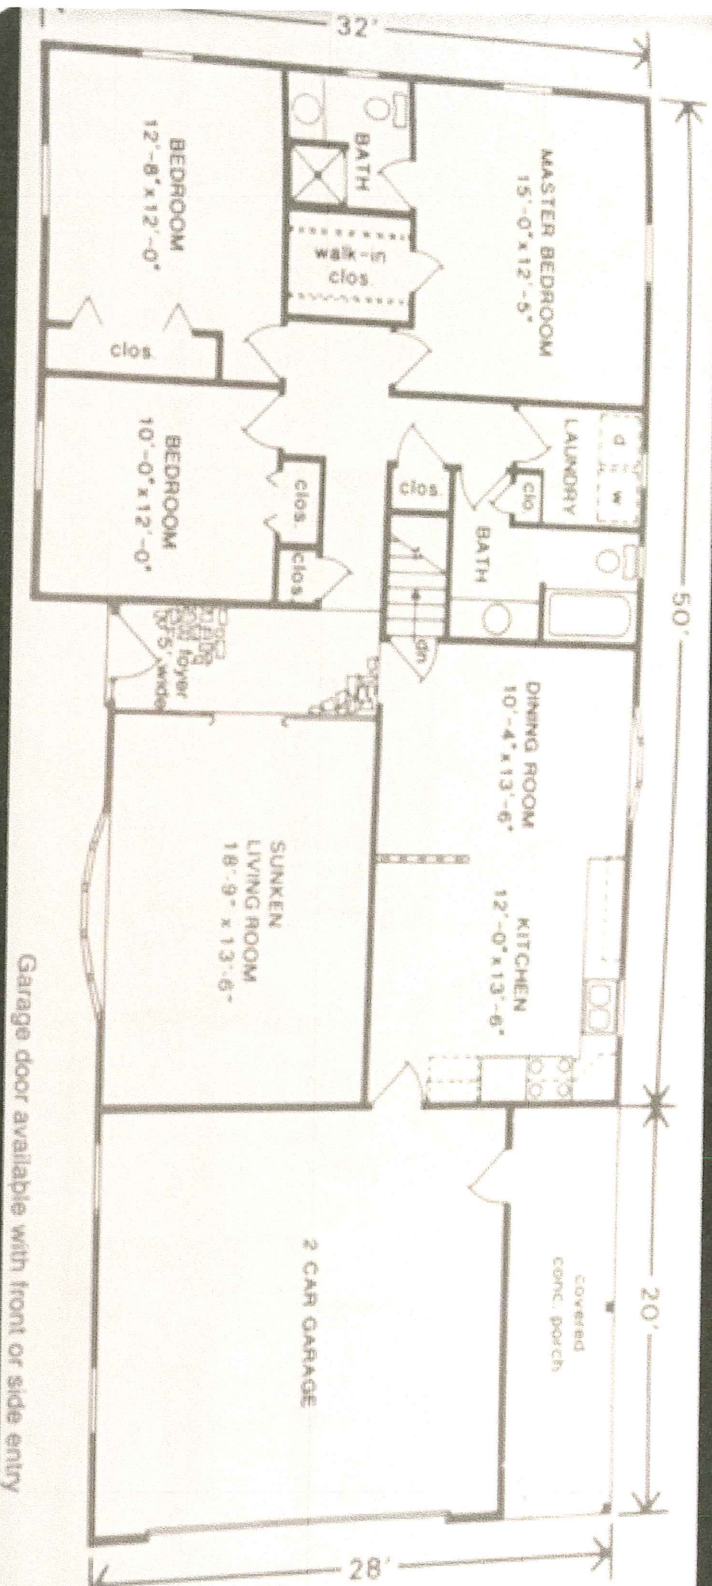 32'
50'
20'
28'
MASTER BEDROOM
15'-0" x 12'-5"
BATH
walk-in
clos.
BEDROOM
12'-8" x 12'-0"
clos.
LAUNDRY
d
w
clo.
BATH
clos.
BEDROOM
10'-0" x 12'-0"
clos.
clos.
dn
foyer
5' wide
DINING ROOM
10'-4" x 13'-6"
KITCHEN
12'-0" x 13'-6"
SUNKEN
LIVING ROOM
18'-9" x 13'-6"
covered
conc. porch
2 CAR GARAGE
Garage door available with front or side entry